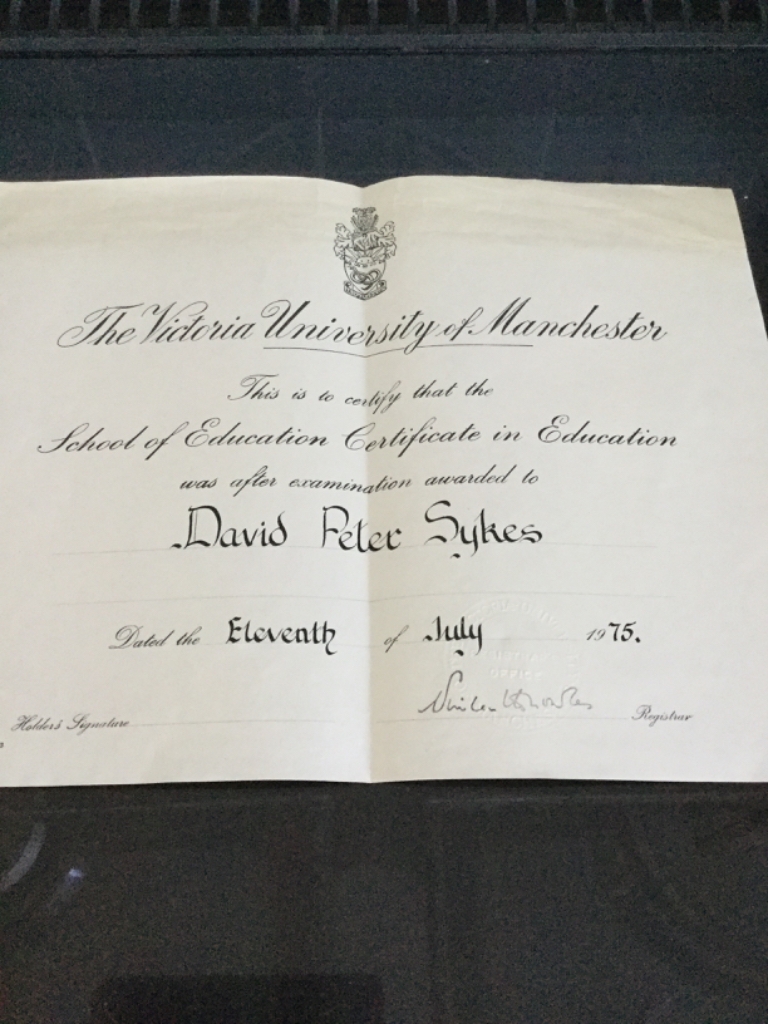 The Victoria University of Manchester
This is to certify that the
School of Education Certificate in Education
was after examination awarded to
David Peter Sykes
Dated the Eleventh of July 1975.
Holder's Signature Registrar